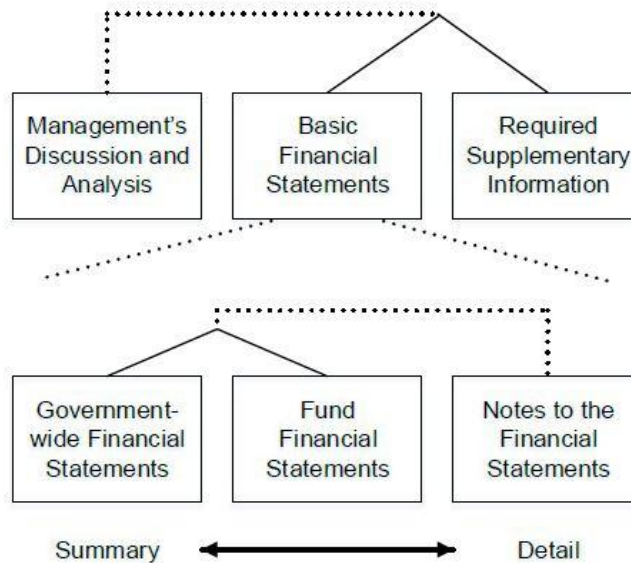 Management's
Discussion and
Analysis
Basic
Financial
Statements
Required
Supplementary
Information
Government-
wide Financial
Statements
Fund
Financial
Statements
Notes to the
Financial
Statements
Summary
Detail